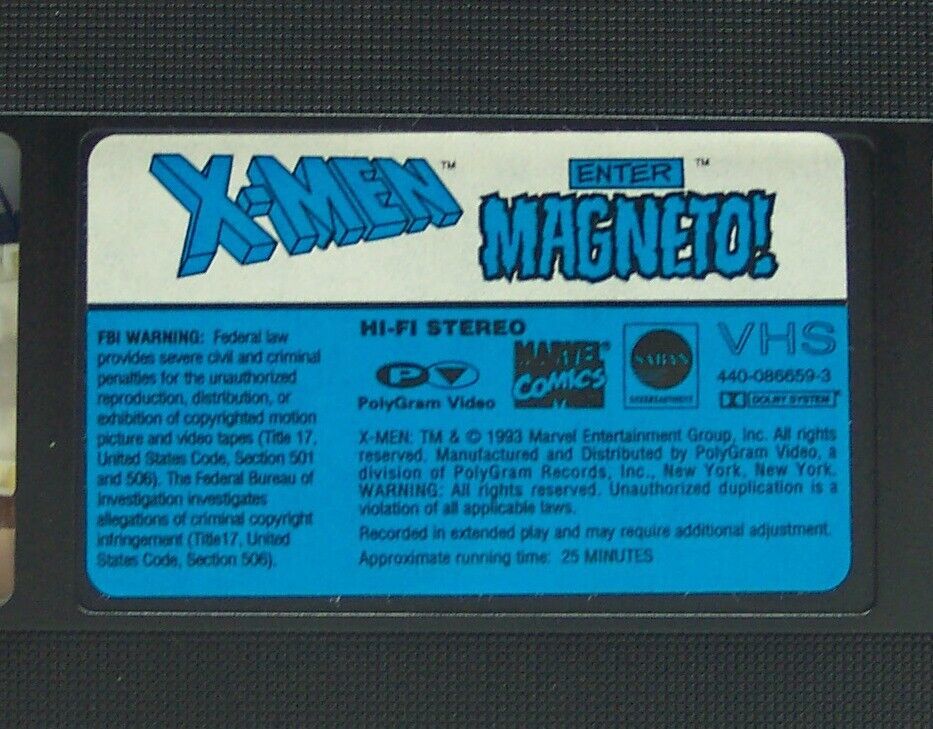 X-MEN™
ENTER™
MAGNETO!
FBI WARNING: Federal law
provides severe civil and criminal
penalties for the unauthorized
reproduction, distribution, or
exhibition of copyrighted motion
picture and video tapes (Title 17,
United States Code, Section 501
and 506). The Federal Bureau of
Investigation investigates
allegations of criminal copyright
infringement (Title17, United
States Code, Section 506).
HI-FI STEREO
P V
PolyGram Video
MARVEL®
COMICS
SABAN
ENTERTAINMENT
VHS
440-086659-3
DOLBY SYSTEM®
X-MEN: TM & © 1993 Marvel Entertainment Group, Inc. All rights
reserved. Manufactured and Distributed by PolyGram Video, a
division of PolyGram Records, Inc., New York, New York.
WARNING: All rights reserved. Unauthorized duplication is a
violation of all applicable laws.
Recorded in extended play and may require additional adjustment.
Approximate running time: 25 MINUTES